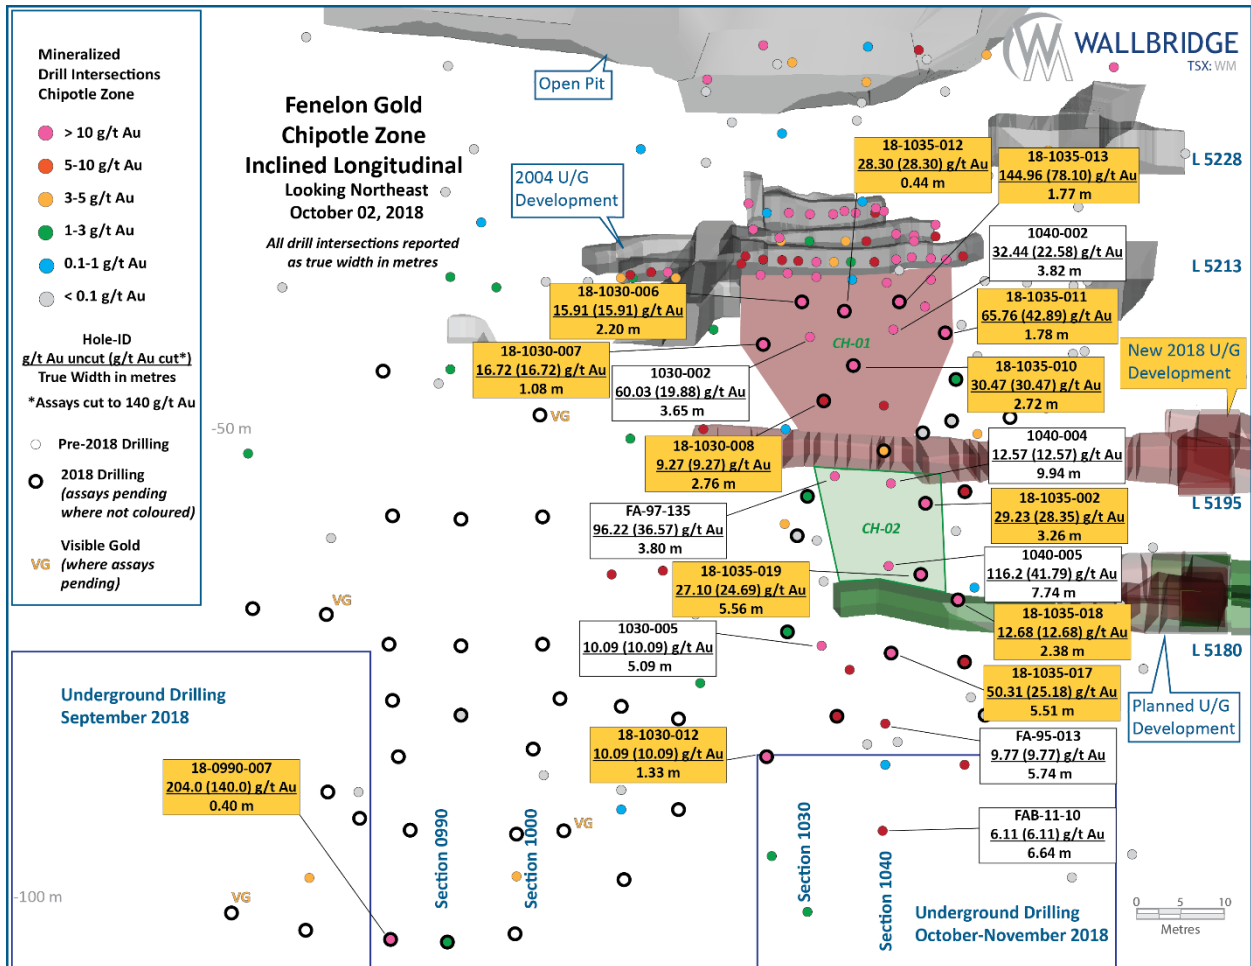 Mineralized
Drill Intersections
Chipotle Zone
> 10 g/t Au
5-10 g/t Au
3-5 g/t Au
1-3 g/t Au
0.1-1 g/t Au
< 0.1 g/t Au
Hole-ID
g/t Au uncut (g/t Au cut*)
True Width in metres
*Assays cut to 140 g/t Au
Pre-2018 Drilling
2018 Drilling
(assays pending
where not coloured)
VG
Visible Gold
(where assays
pending)
Fenelon Gold
Chipotle Zone
Inclined Longitudinal
Looking Northeast
October 02, 2018
All drill intersections reported
as true width in metres
WALLBRIDGE
TSX: WM
Open Pit
2004 U/G
Development
18-1035-012
28.30 (28.30) g/t Au
0.44 m
18-1035-013
144.96 (78.10) g/t Au
1.77 m
L 5228
1040-002
32.44 (22.58) g/t Au
3.82 m
L 5213
18-1030-006
15.91 (15.91) g/t Au
2.20 m
18-1035-011
65.76 (42.89) g/t Au
1.78 m
18-1030-007
16.72 (16.72) g/t Au
1.08 m
CH-01
1030-002
60.03 (19.88) g/t Au
3.65 m
18-1035-010
30.47 (30.47) g/t Au
2.72 m
New 2018 U/G
Development
VG
-50 m
18-1030-008
9.27 (9.27) g/t Au
2.76 m
1040-004
12.57 (12.57) g/t Au
9.94 m
L 5195
FA-97-135
96.22 (36.57) g/t Au
3.80 m
18-1035-002
29.23 (28.35) g/t Au
3.26 m
CH-02
1040-005
116.2 (41.79) g/t Au
7.74 m
18-1035-019
27.10 (24.69) g/t Au
5.56 m
VG
18-1035-018
12.68 (12.68) g/t Au
2.38 m
L 5180
1030-005
10.09 (10.09) g/t Au
5.09 m
18-1035-017
50.31 (25.18) g/t Au
5.51 m
Planned U/G
Development
Underground Drilling
September 2018
18-1030-012
10.09 (10.09) g/t Au
1.33 m
FA-95-013
9.77 (9.77) g/t Au
5.74 m
18-0990-007
204.0 (140.0) g/t Au
0.40 m
VG
FAB-11-10
6.11 (6.11) g/t Au
6.64 m
Section 0990
Section 1000
Section 1030
Section 1040
-100 m
VG
Underground Drilling
October-November 2018
0 5 10
Metres